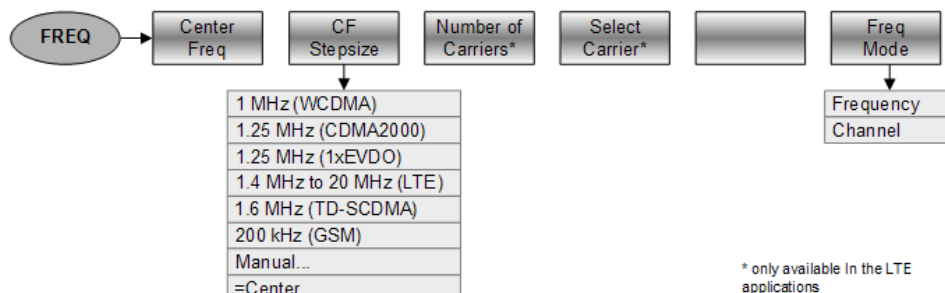 FREQ
Center
Freq
CF
Stepsize
Number of
Carriers*
Select
Carrier*
Freq
Mode
1 MHz (WCDMA)
1.25 MHz (CDMA2000)
1.25 MHz (1xEVDO)
1.4 MHz to 20 MHz (LTE)
1.6 MHz (TD-SCDMA)
200 kHz (GSM)
Manual...
=Center
Frequency
Channel
* only available In the LTE
applications